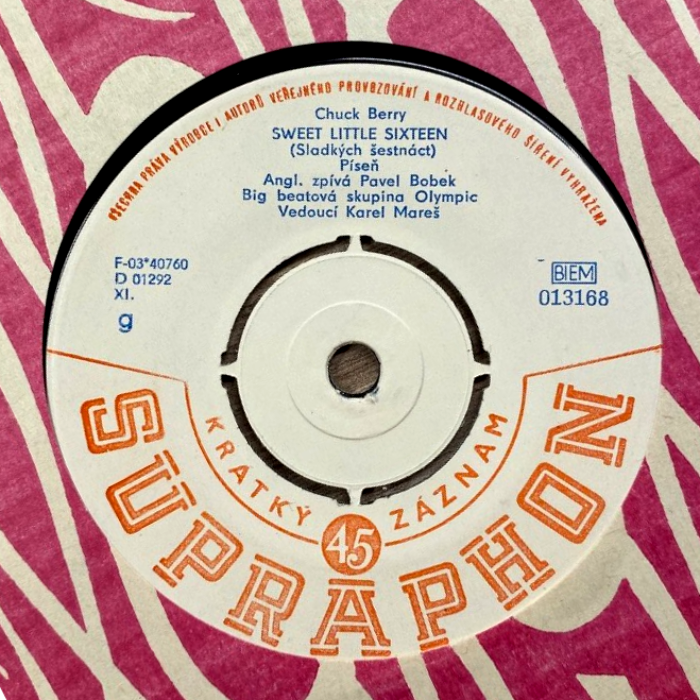 VŠECHNA PRÁVA VÝROBCE I AUTORŮ VEŘEJNÉHO PROVOZOVÁNÍ A ROZHLASOVÉHO ŠÍŘENÍ VYHRAŽENA
Chuck Berry
SWEET LITTLE SIXTEEN
(Sladkých šestnáct)
Píseň
Angl. zpívá Pavel Bobek
Big beatová skupina Olympic
Vedoucí Karel Mareš
F-03*40760
D 01292
XI.
g
BIEM
013168
KRATKÝ ZÁZNAM
45
SUPRAPHON